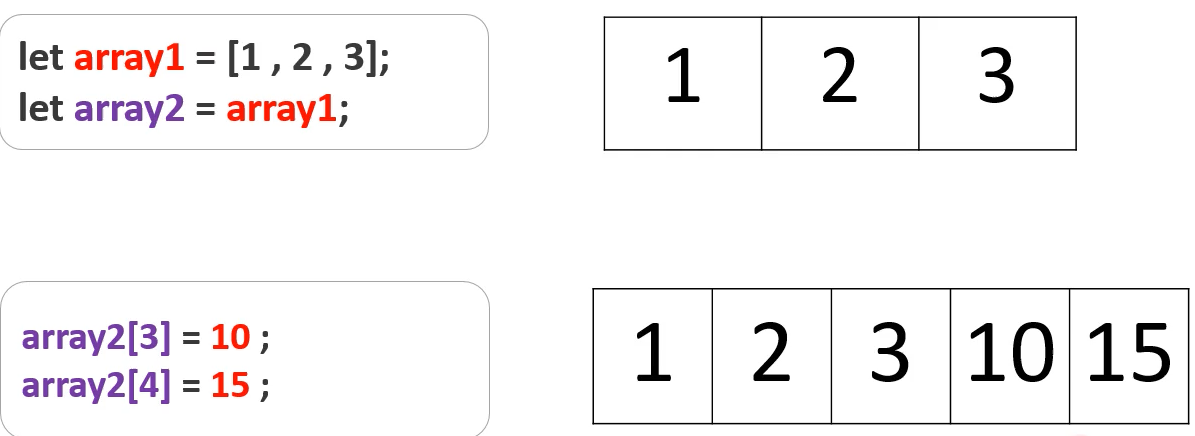 let array1 = [1 , 2 , 3];
let array2 = array1;
1 2 3
array2[3] = 10 ;
array2[4] = 15 ;
1 2 3 10 15